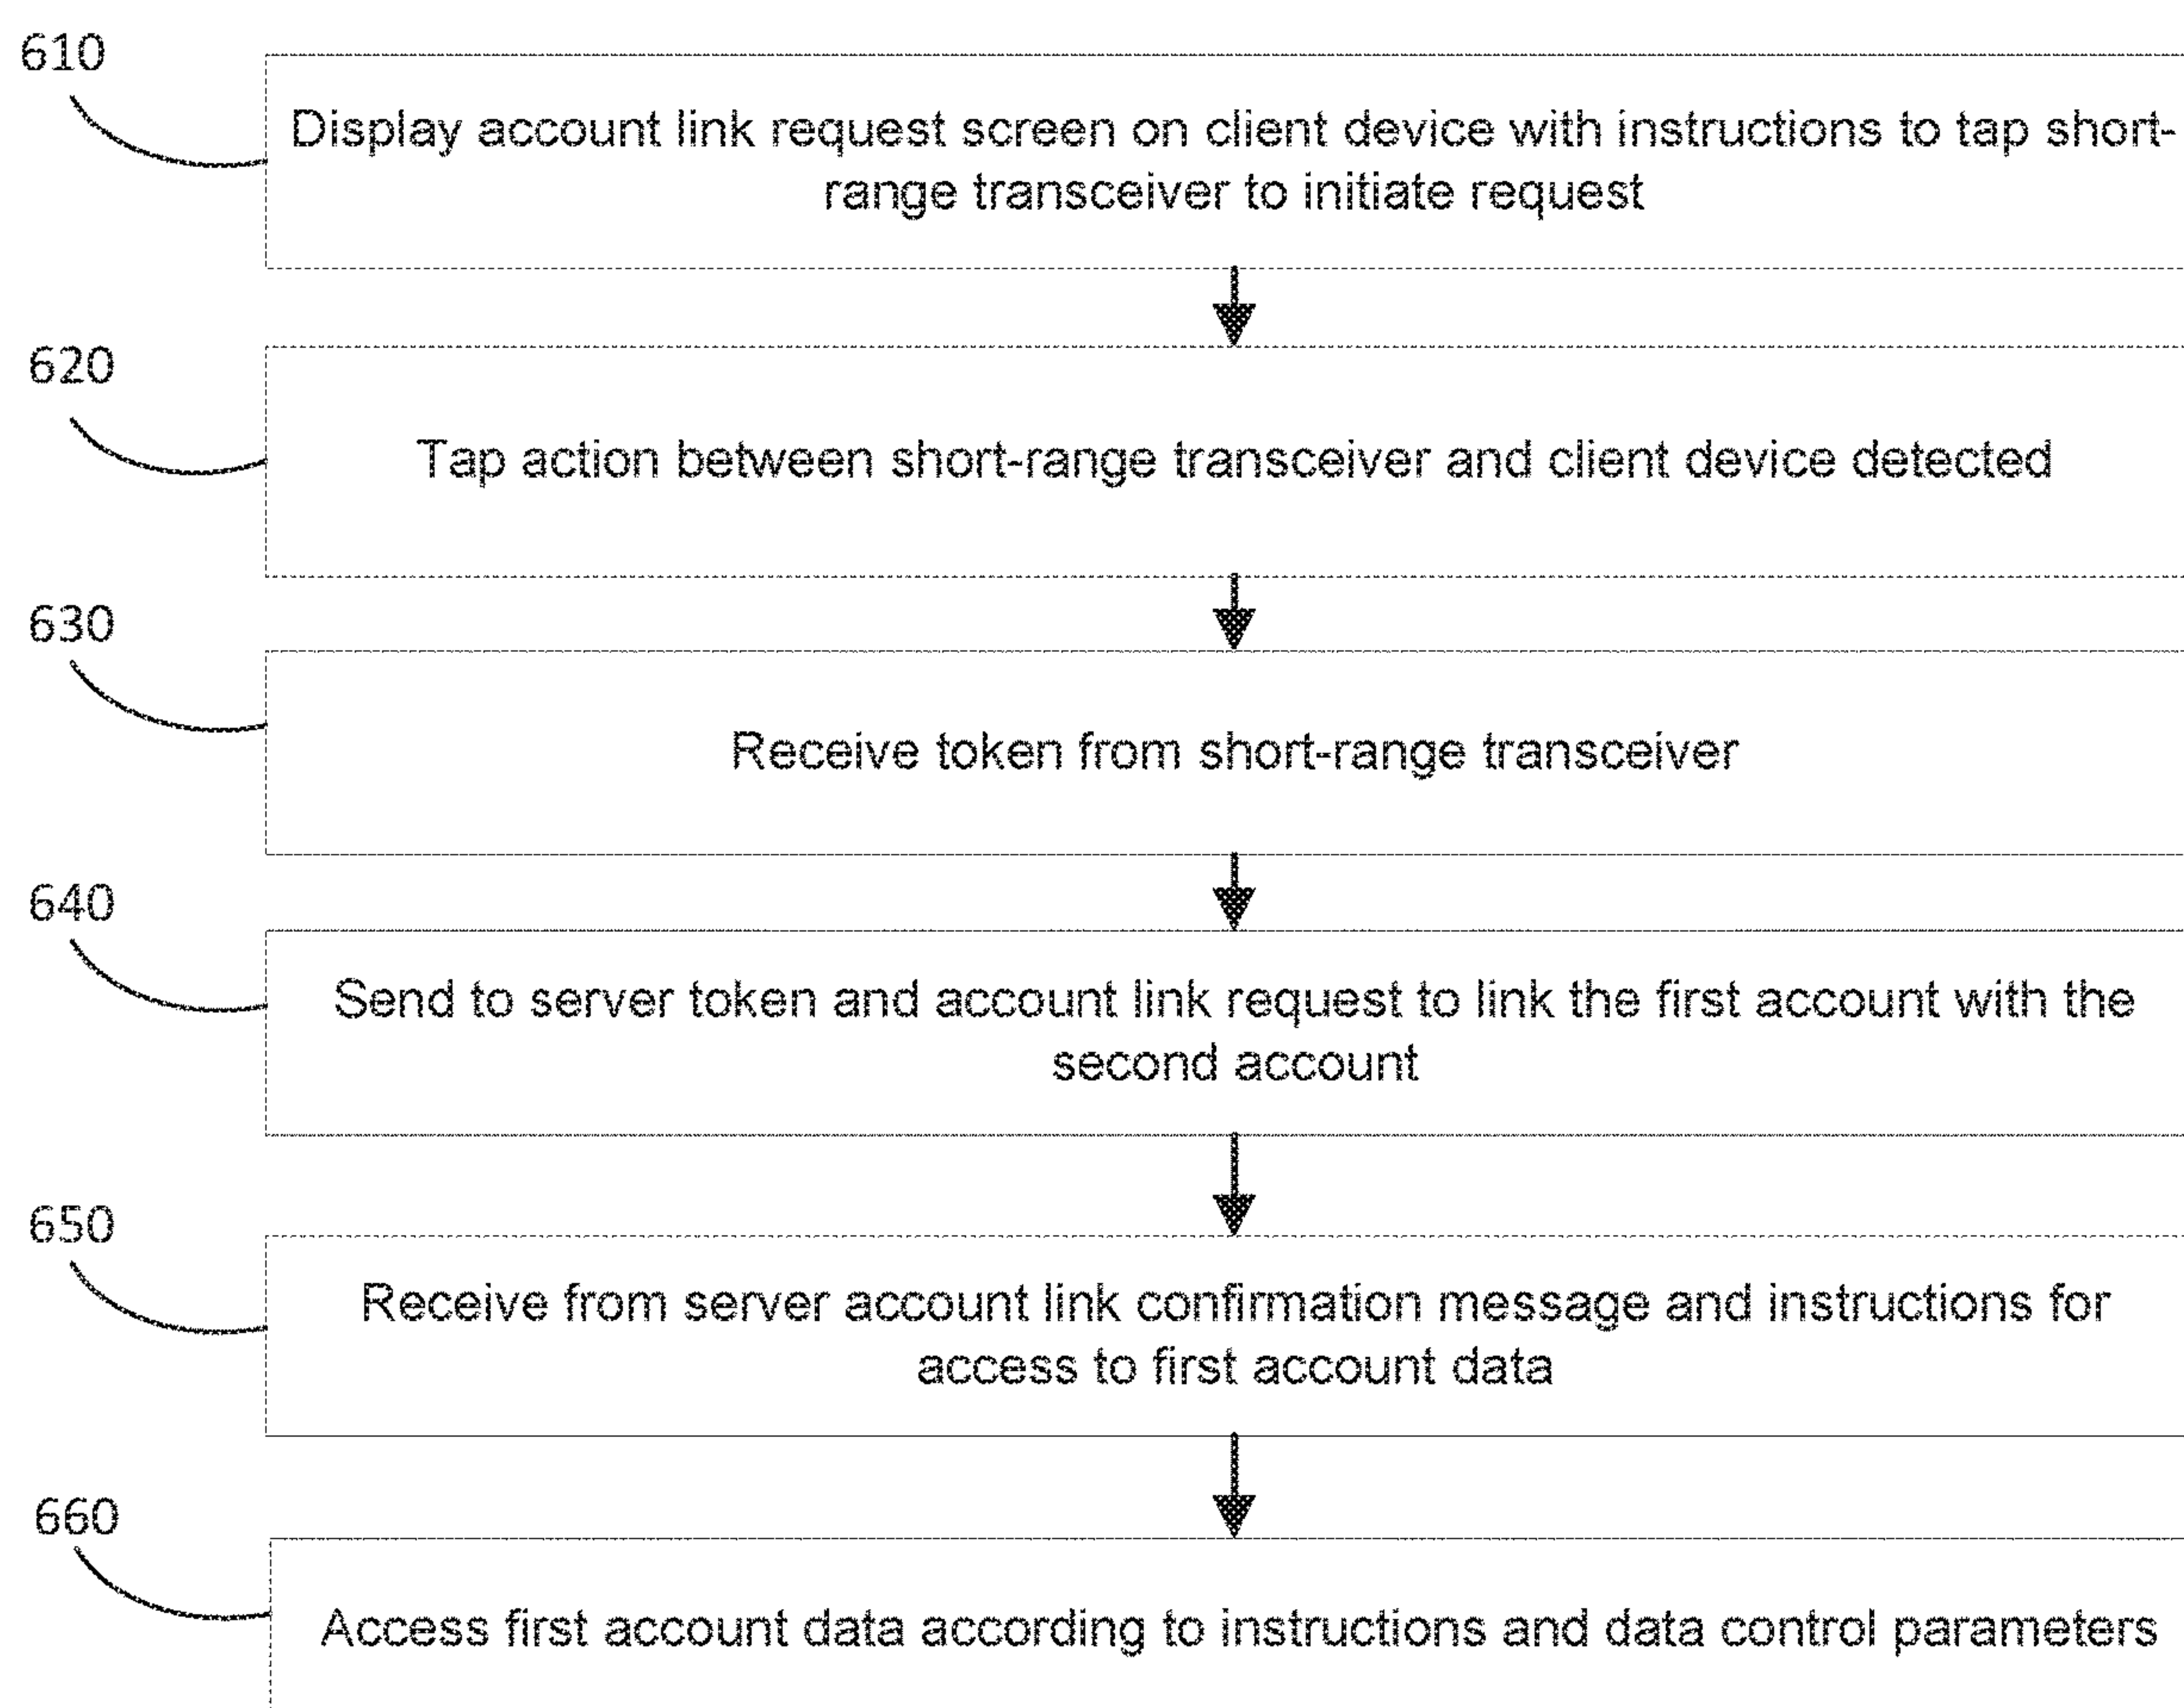 610
Display account link request screen on client device with instructions to tap short-
range transceiver to initiate request
620
Tap action between short-range transceiver and client device detected
630
Receive token from short-range transceiver
640
Send to server token and account link request to link the first account with the
second account
650
Receive from server account link confirmation message and instructions for
access to first account data
660
Access first account data according to instructions and data control parameters